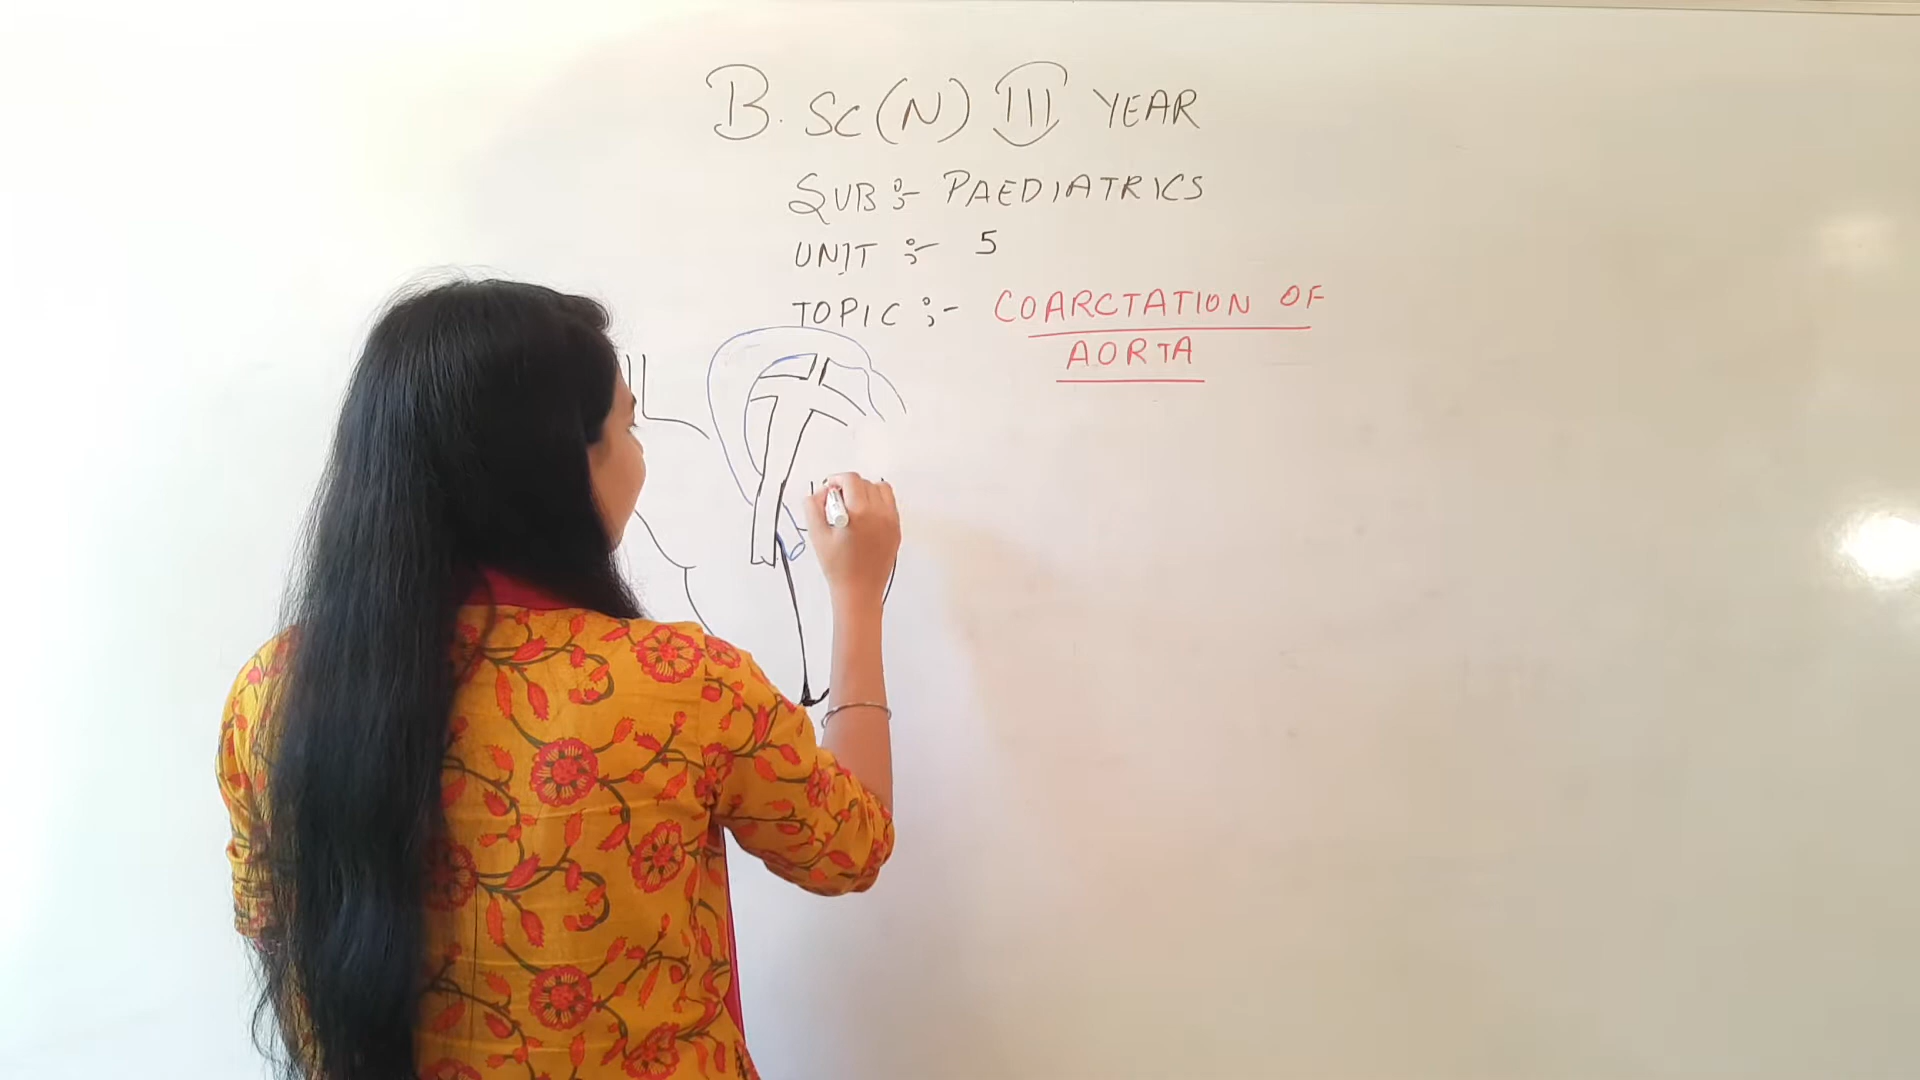 B.Sc (N) III YEAR
SUB :- PAEDIATRICS
UNIT :- 5
TOPIC :- COARCTATION OF
AORTA